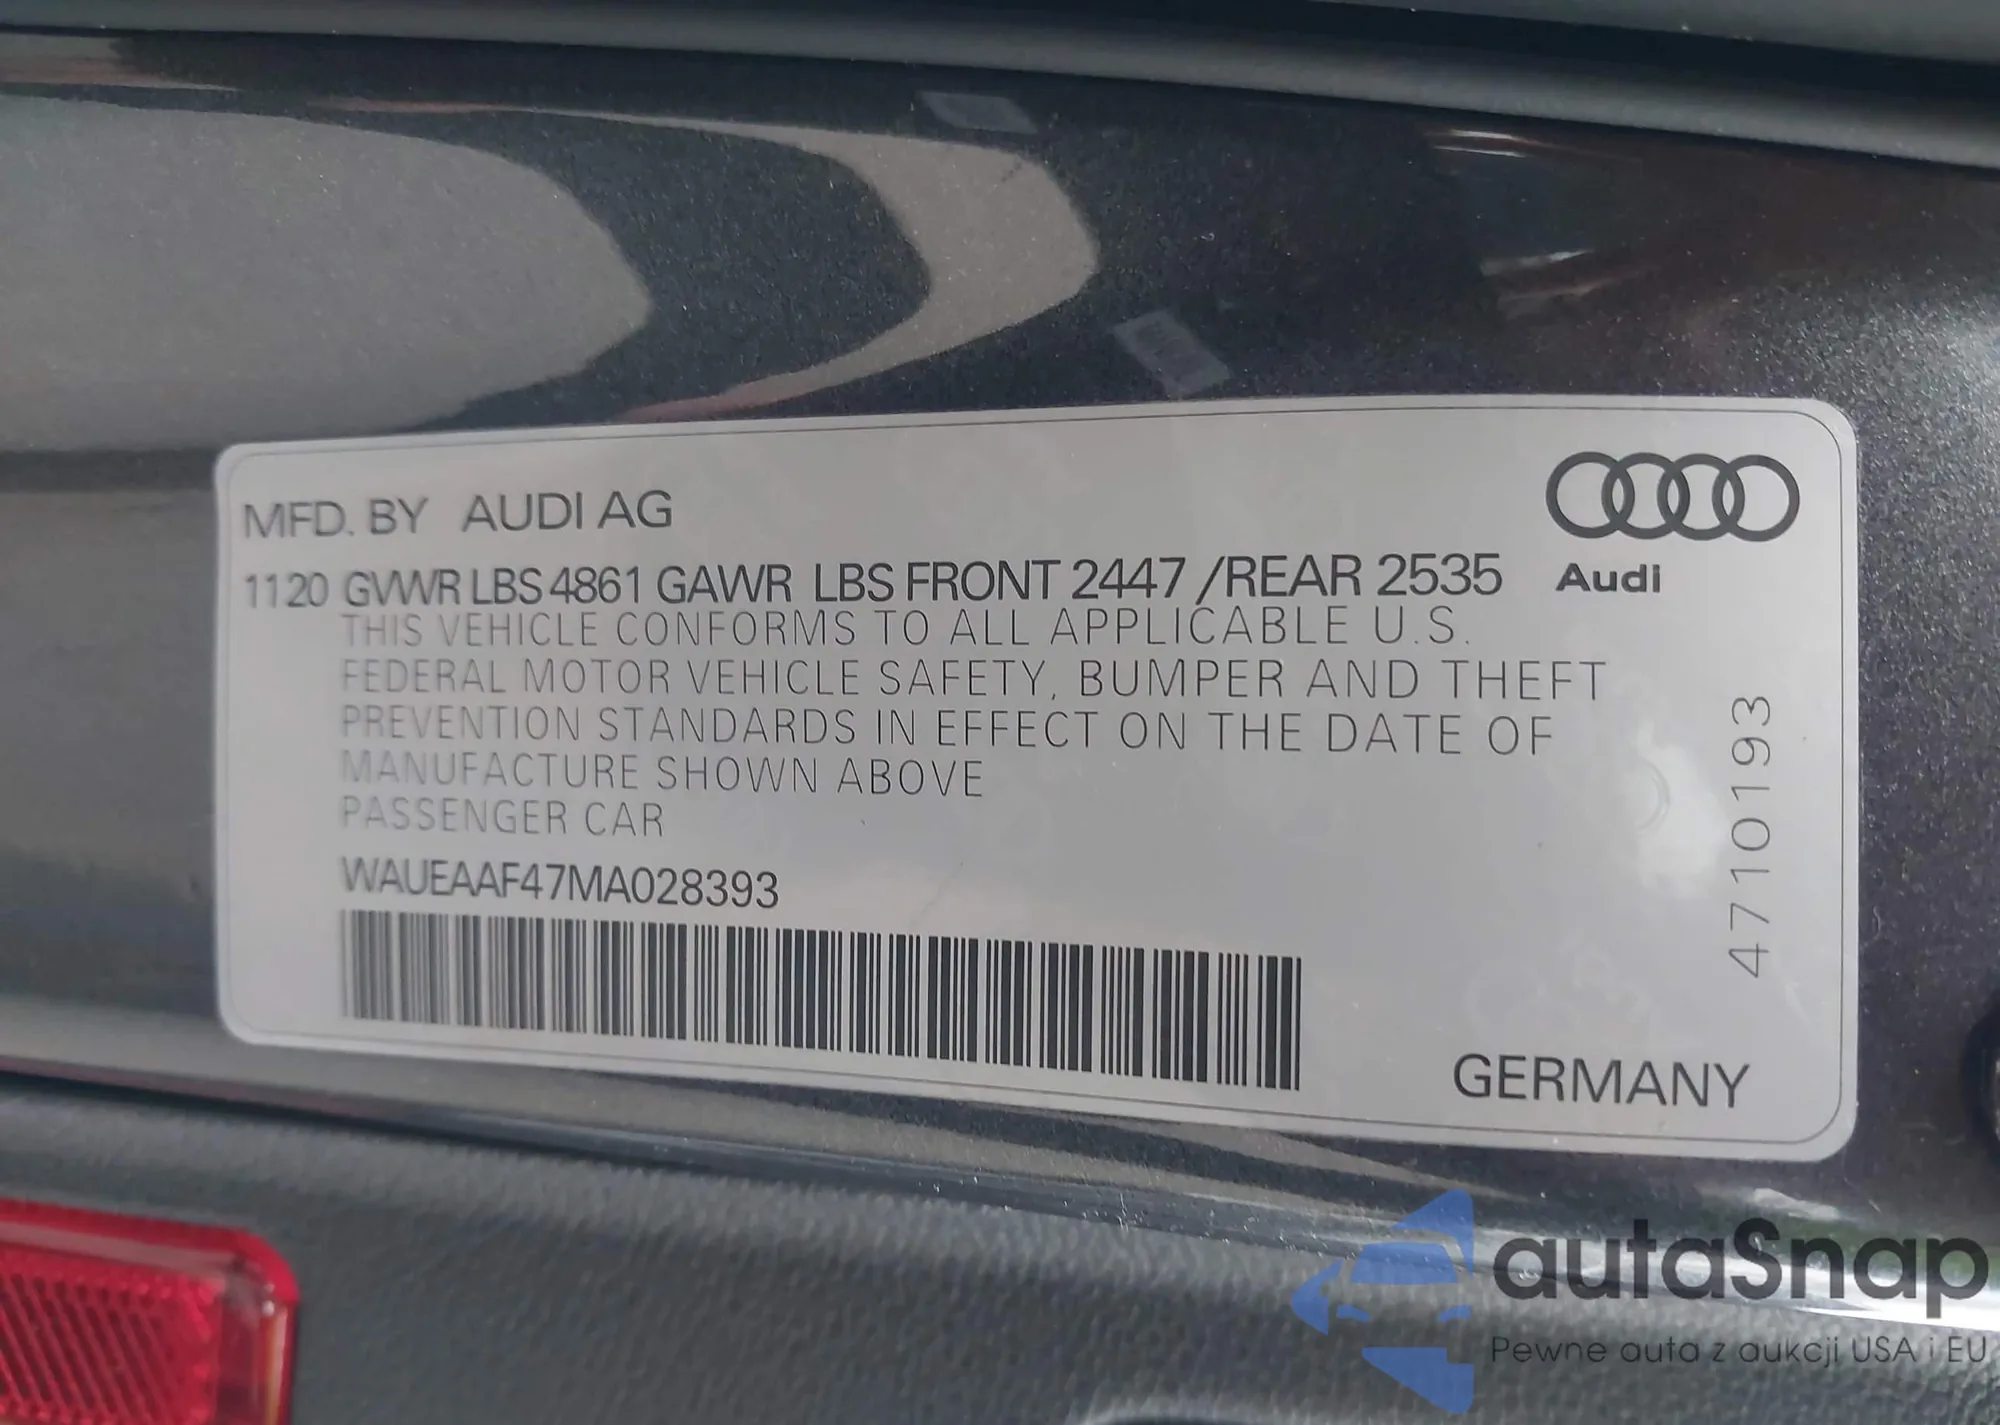 MFD. BY AUDI AG
1120 GVWR LBS 4861 GAWR LBS FRONT 2447 /REAR 2535
Audi
THIS VEHICLE CONFORMS TO ALL APPLICABLE U.S.
FEDERAL MOTOR VEHICLE SAFETY, BUMPER AND THEFT
PREVENTION STANDARDS IN EFFECT ON THE DATE OF
MANUFACTURE SHOWN ABOVE
PASSENGER CAR
WAUEAAF47MA028393
4710193
GERMANY
autaSnap
Pewne auta z aukcji USA i EU